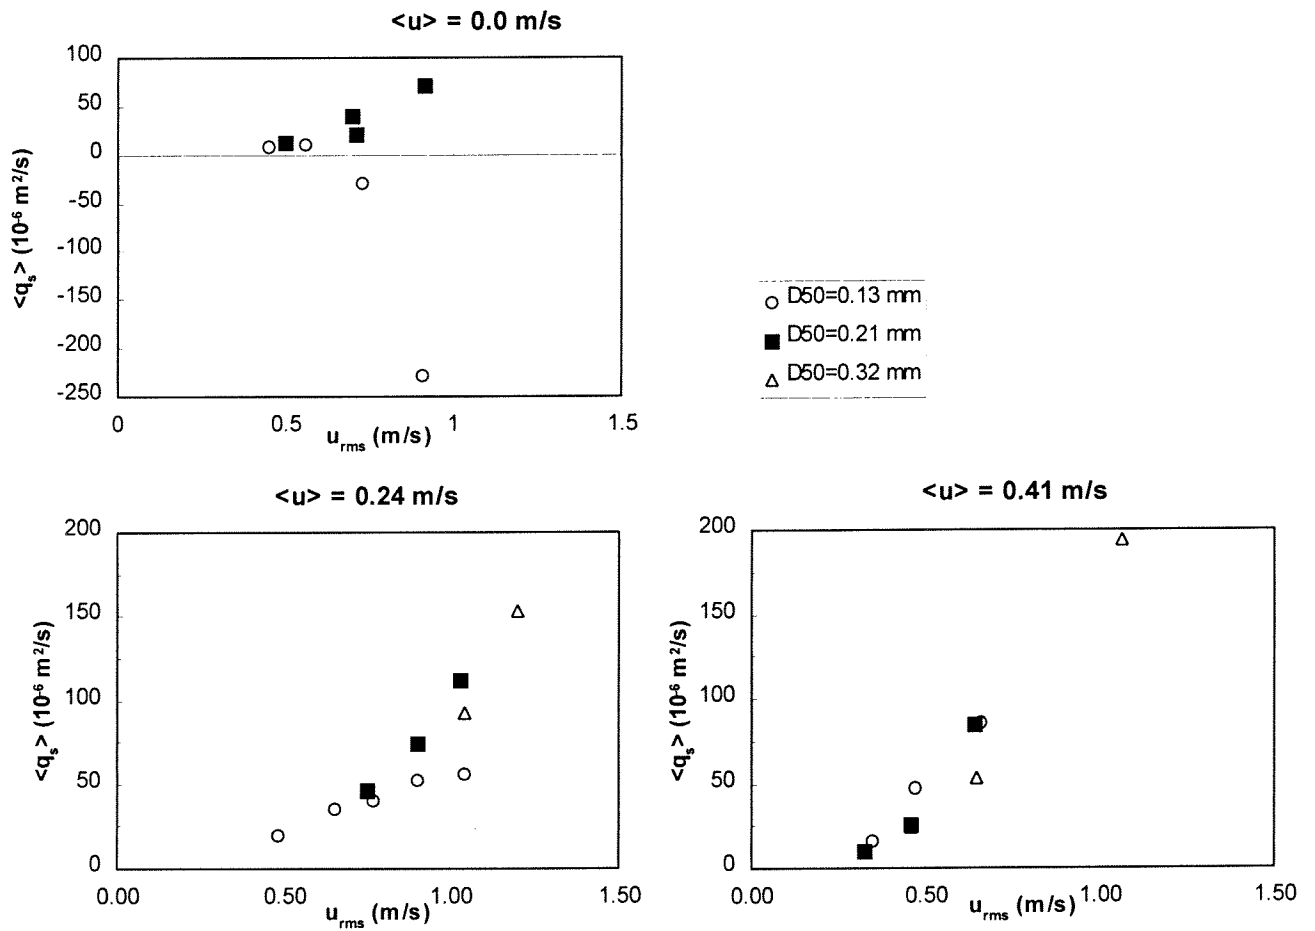 <u> = 0.0 m/s
100
50
0
-50
-100
-150
-200
-250
<qs> (10-6 m2/s)
0
0.5
1
1.5
urms (m/s)
D50=0.13 mm
D50=0.21 mm
D50=0.32 mm
<u> = 0.24 m/s
200
150
100
50
0
<qs> (10-6 m2/s)
0.00
0.50
1.00
1.50
urms (m/s)
<u> = 0.41 m/s
200
150
100
50
0
<qs> (10-6 m2/s)
0.00
0.50
1.00
1.50
urms (m/s)